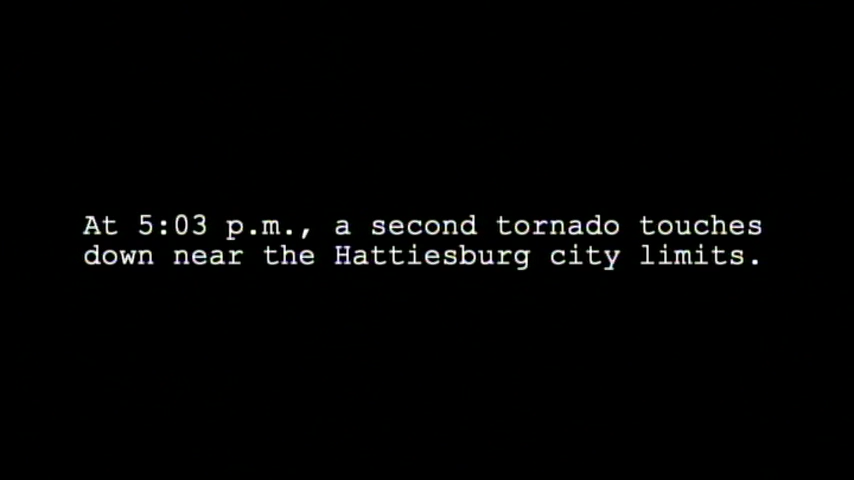 At 5:03 p.m., a second tornado touches
down near the Hattiesburg city limits.